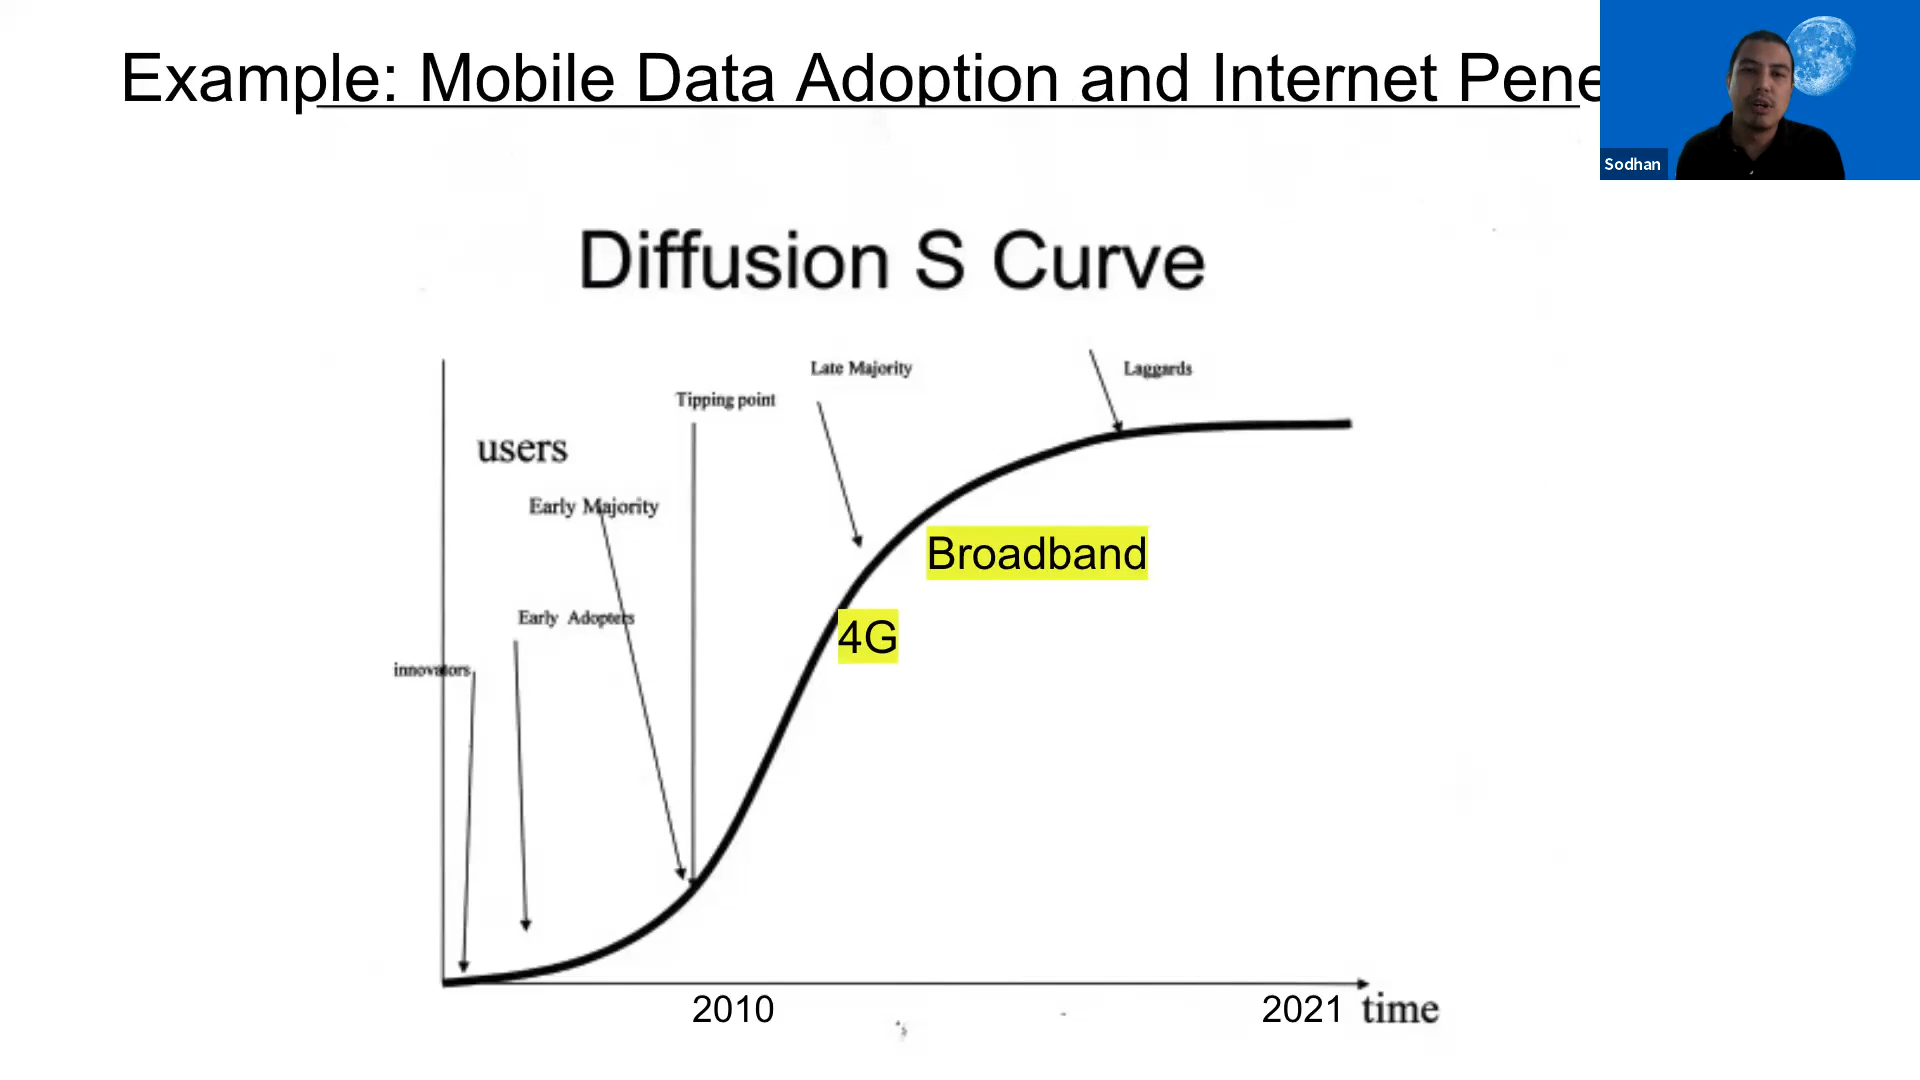 Example: Mobile Data Adoption and Internet Pene
Sodhan
Diffusion S Curve
Late Majority
Laggards
Tipping point
users
Early Majority
Broadband
Early Adopters
4G
innovators
2010
2021
time